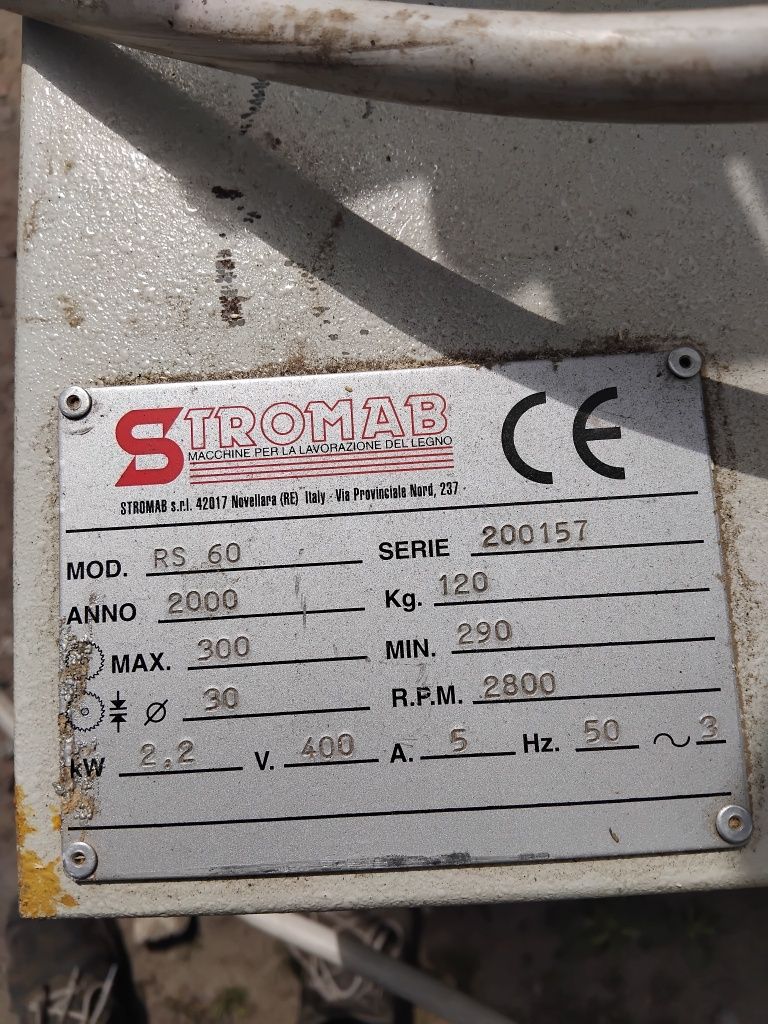 STROMAB
MACCHINE PER LA LAVORAZIONE DEL LEGNO
CE
STROMAB s.r.l. 42017 Novellara (RE) Italy - Via Provinciale Nord, 237
MOD. RS 60 SERIE 200157
ANNO 2000 Kg. 120
MAX. 300 MIN. 290
Ø 30 R.P.M. 2800
kW 2,2 V. 400 A. 5 Hz. 50 ~ 3